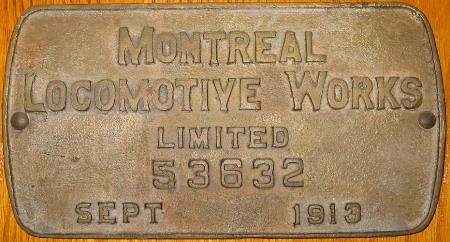 MONTREAL
LOCOMOTIVE WORKS
LIMITED
53632
SEPT 1913